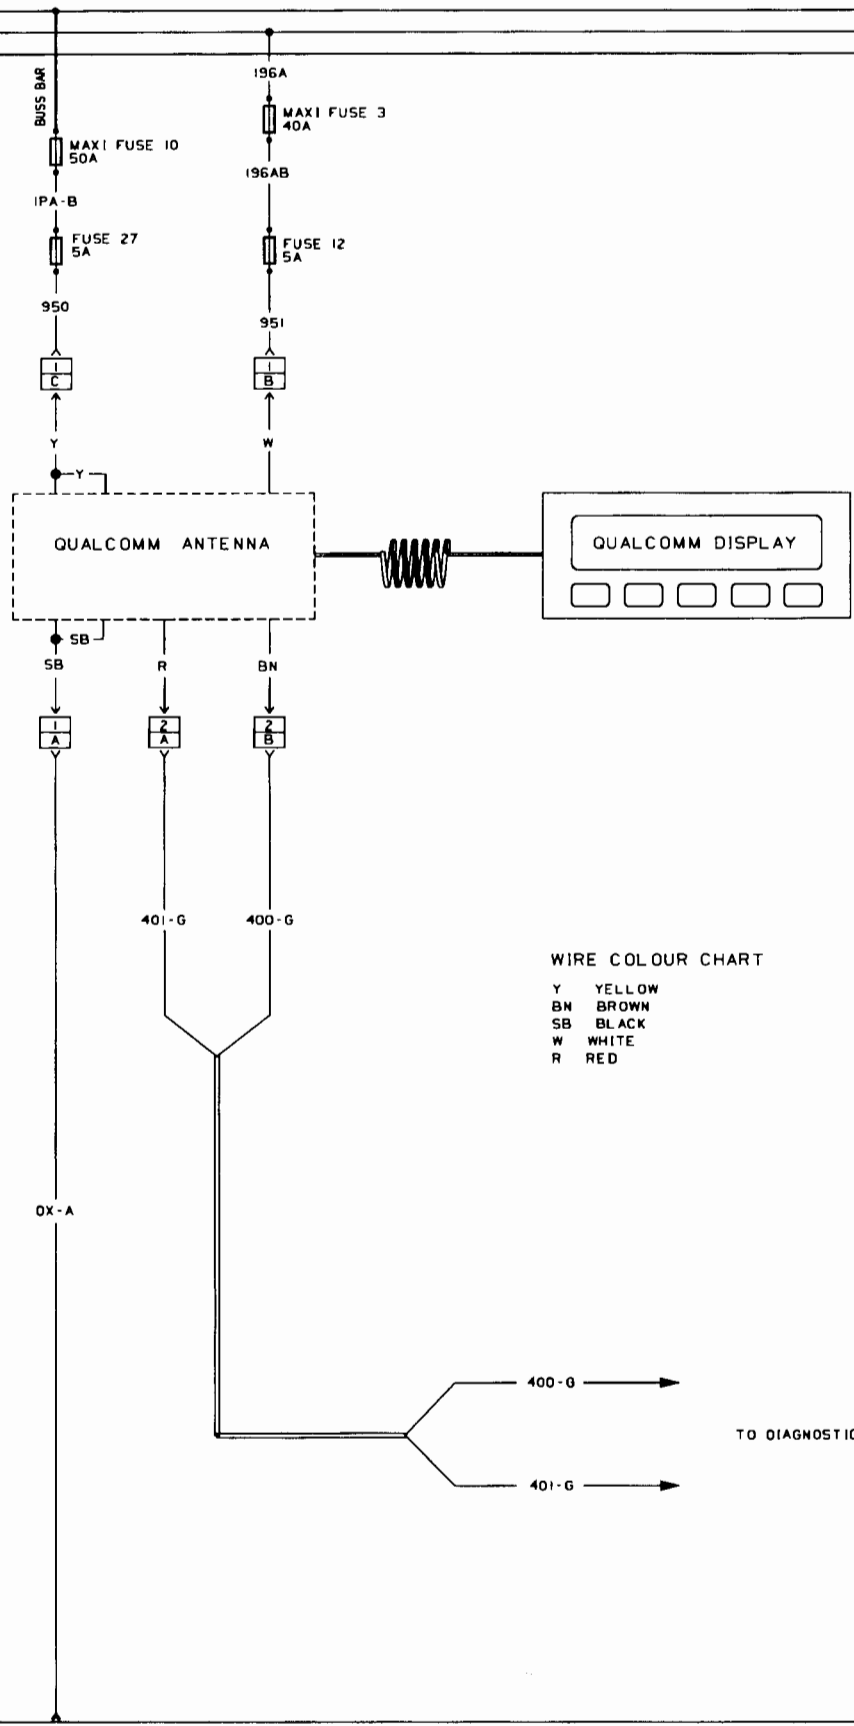 BUSS BAR
196A
MAXI FUSE 3
40A
MAXI FUSE 10
50A
196AB
1PA-B
FUSE 27
5A
FUSE 12
5A
950
951
1
C
1
B
Y
W
Y
QUALCOMM ANTENNA
QUALCOMM DISPLAY
SB
SB
R
BN
1
A
2
A
2
B
401-G
400-G
WIRE COLOUR CHART
Y YELLOW
BN BROWN
SB BLACK
W WHITE
R RED
0X-A
400-G
TO DIAGNOSTIC
401-G